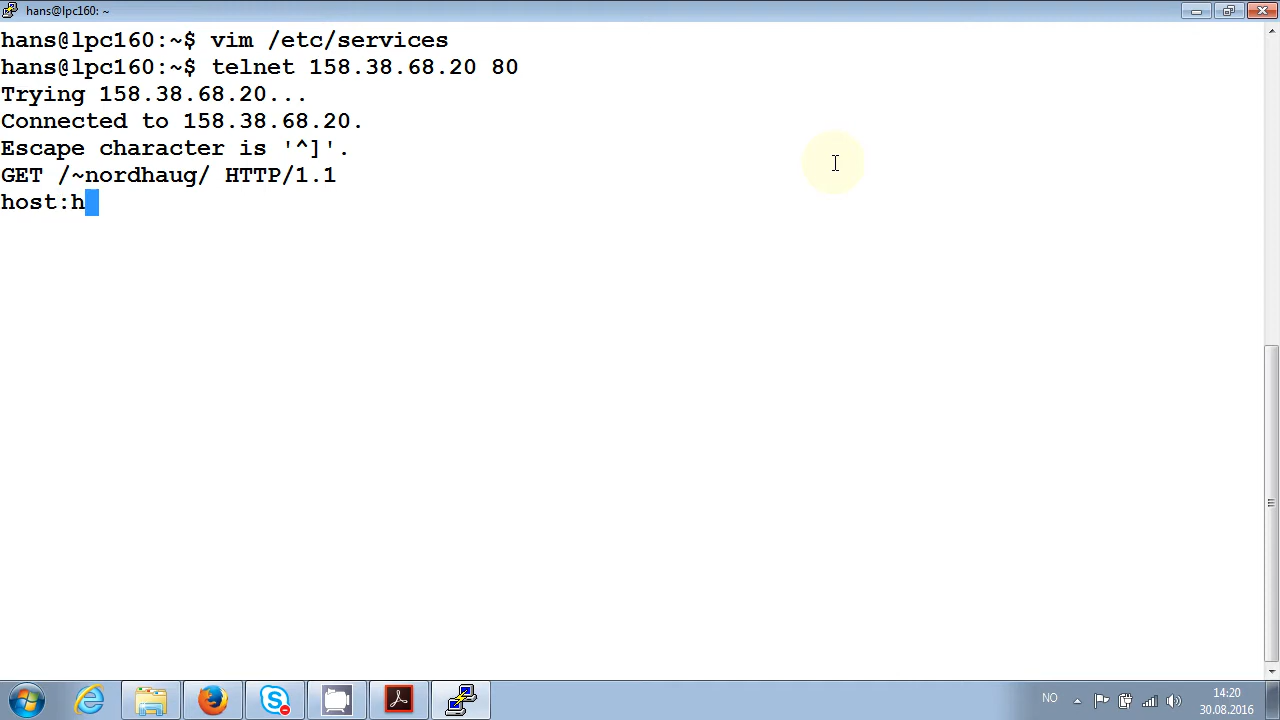 hans@lpc160: ~
hans@lpc160:~$ vim /etc/services
hans@lpc160:~$ telnet 158.38.68.20 80
Trying 158.38.68.20...
Connected to 158.38.68.20.
Escape character is '^]'.
GET /~nordhaug/ HTTP/1.1
host:h
NO
14:20
30.08.2016